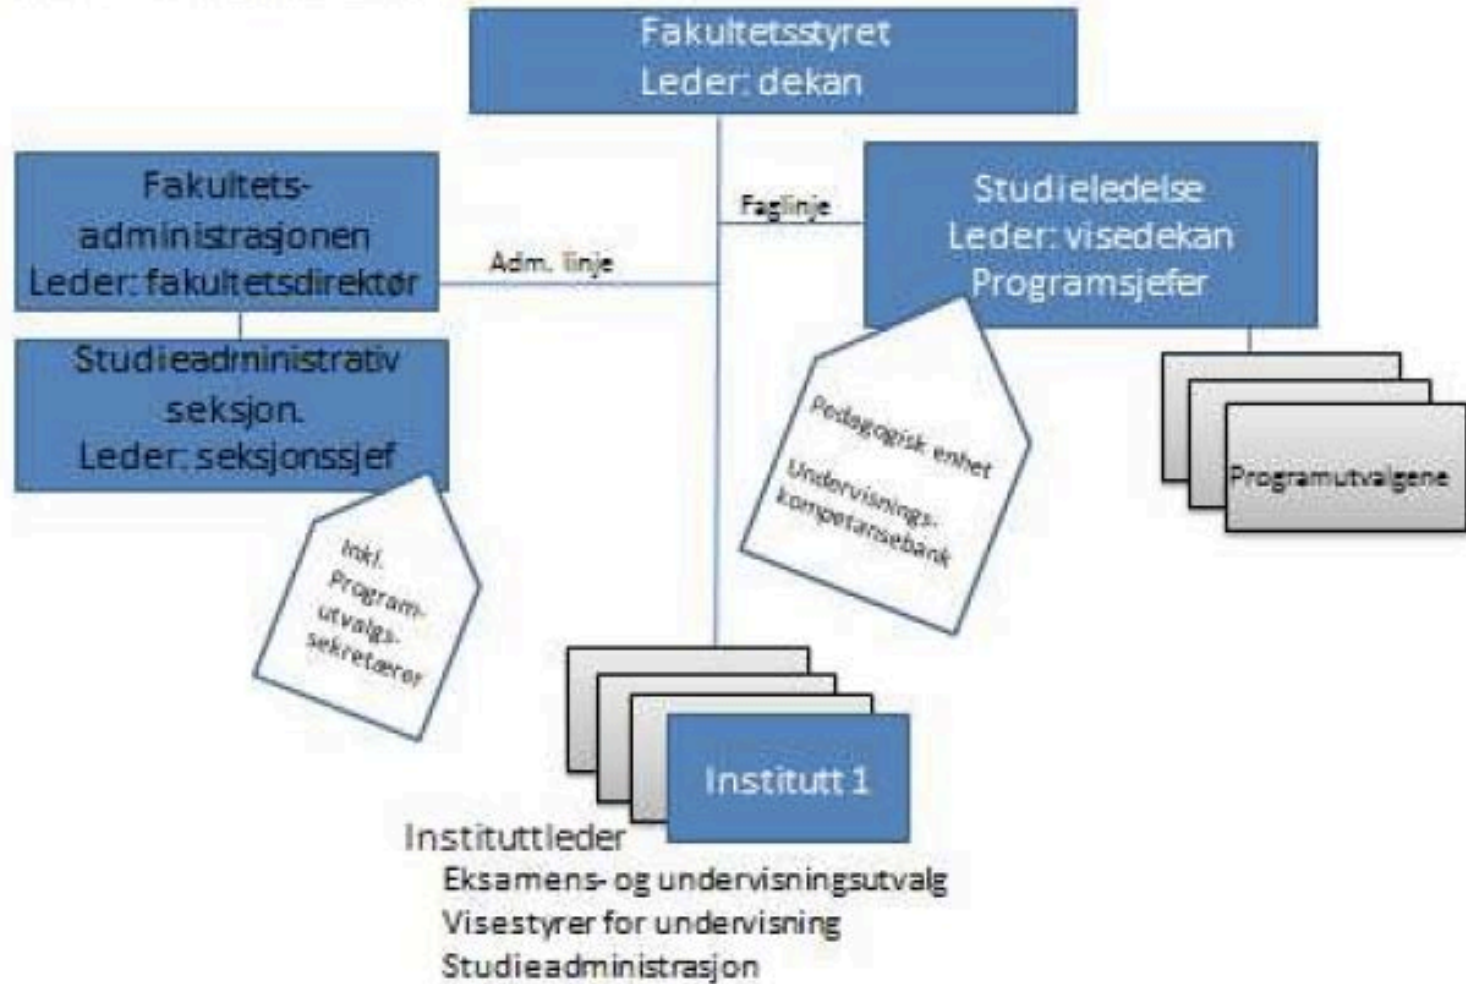 Fakultetsstyret
Leder: dekan
Fakultets-
administrasjonen
Leder: fakultetsdirektør
Adm. linje
Faglinje
Studieledelse
Leder: visedekan
Programsjefer
Studieadministrativ
seksjon.
Leder: seksjonssjef
Inkl.
Program-
utvalgs-
sekretærer
Pedagogisk enhet
Undervisnings-
kompetansebank
Programutvalgene
Institutt 1
Instituttleder
Eksamens- og undervisningsutvalg
Visestyrer for undervisning
Studieadministrasjon